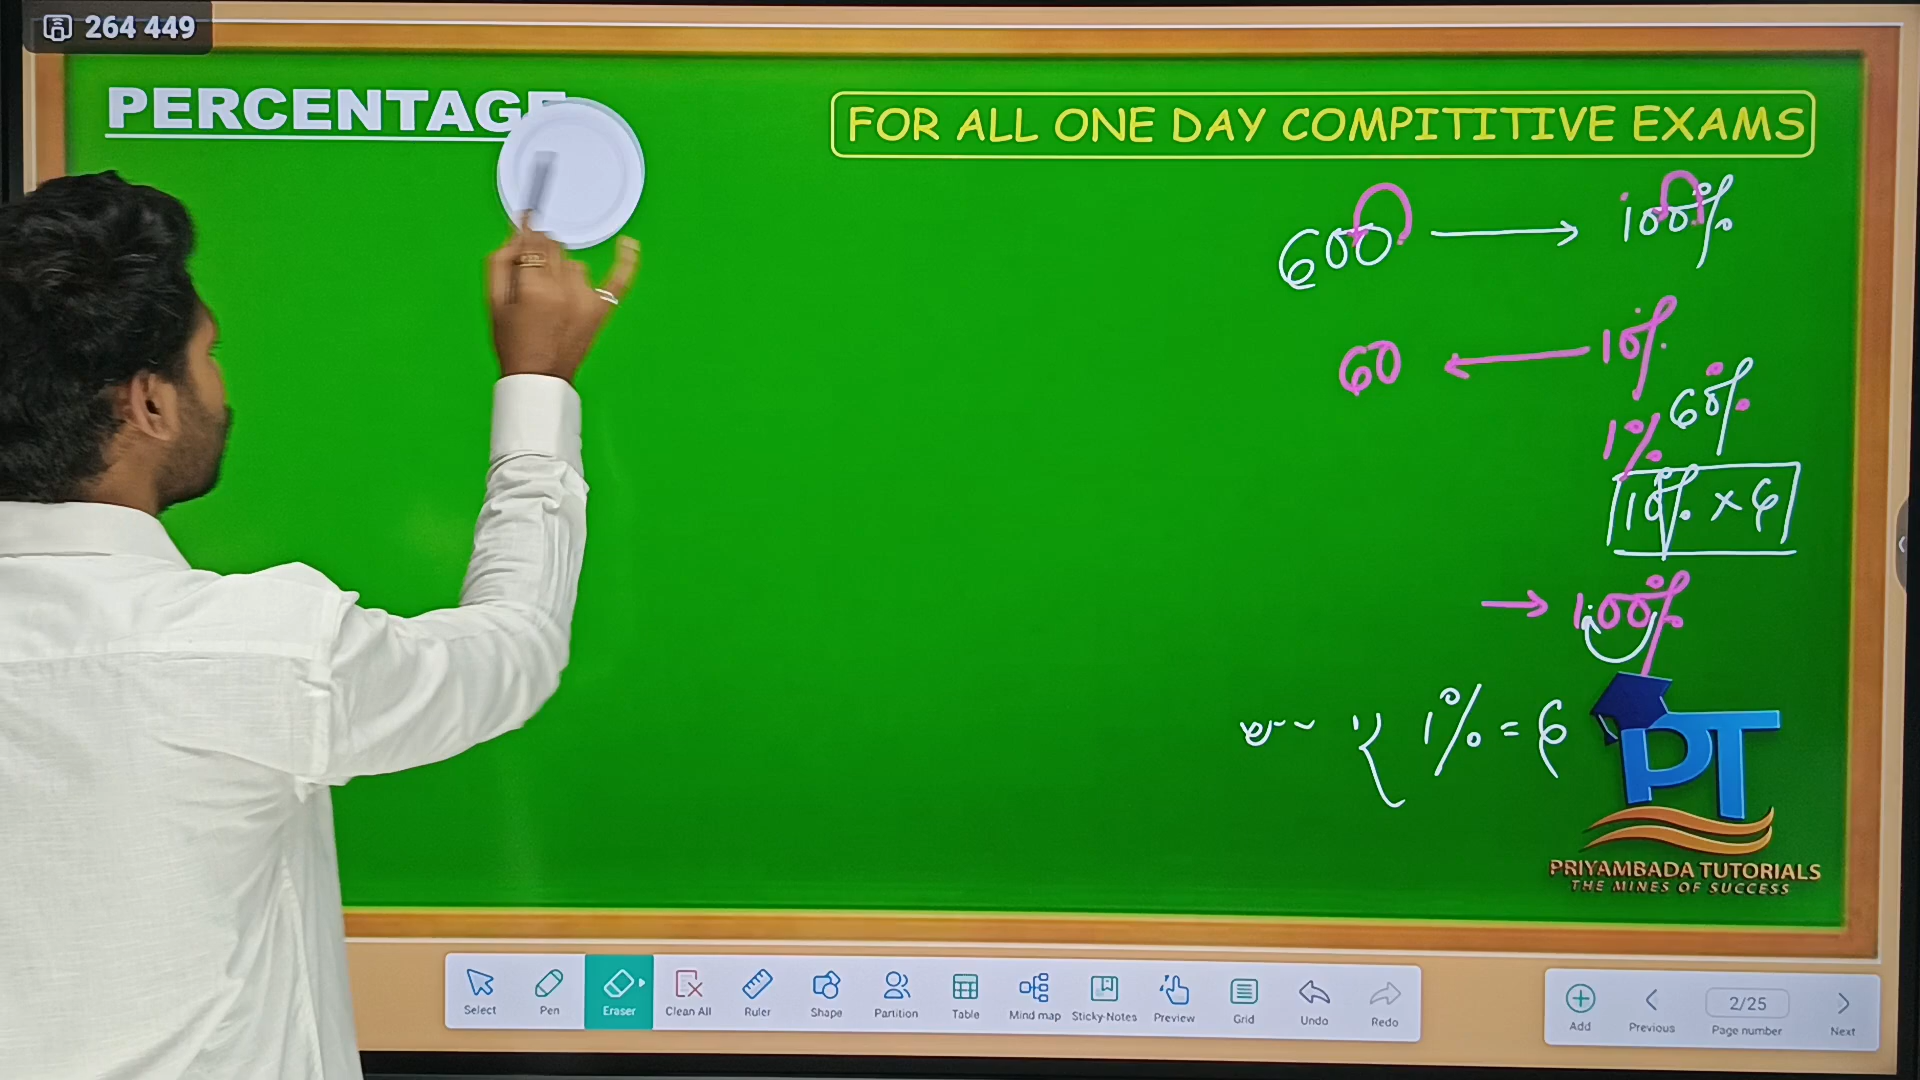 264 449
PERCENTAGE
FOR ALL ONE DAY COMPITITIVE EXAMS
600 → 100%
60 ← 10%
60%
1%
10% × 6
→ 100%
1% = 6
PT
PRIYAMBADA TUTORIALS
THE MINES OF SUCCESS
Select Pen Eraser Clean All Ruler Shape Partition Table Mind map Sticky-Notes Preview Grid Undo Redo
Add Previous 2/25 Page number Next